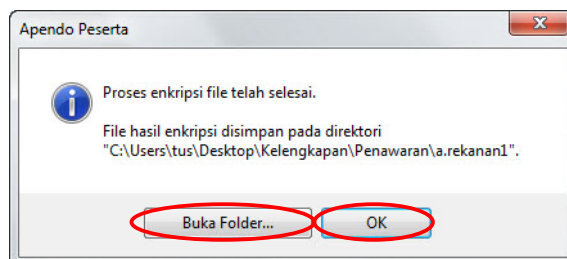 Apendo Peserta
Proses enkripsi file telah selesai.
File hasil enkripsi disimpan pada direktori
"C:\Users\tus\Desktop\Kelengkapan\Penawaran\a.rekanan1".
Buka Folder...
OK